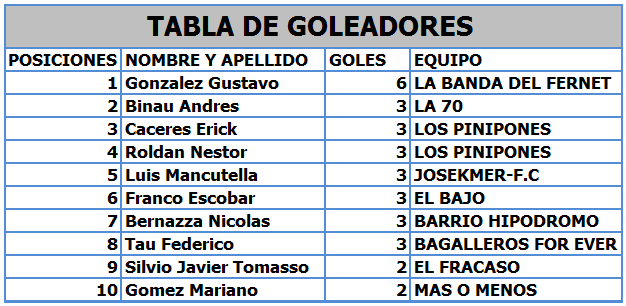 TABLA DE GOLEADORES
POSICIONES NOMBRE Y APELLIDO GOLES EQUIPO
1 Gonzalez Gustavo 6 LA BANDA DEL FERNET
2 Binau Andres 3 LA 70
3 Caceres Erick 3 LOS PINIPONES
4 Roldan Nestor 3 LOS PINIPONES
5 Luis Mancutella 3 JOSEKMER-F.C
6 Franco Escobar 3 EL BAJO
7 Bernazza Nicolas 3 BARRIO HIPODROMO
8 Tau Federico 3 BAGALLEROS FOR EVER
9 Silvio Javier Tomasso 2 EL FRACASO
10 Gomez Mariano 2 MAS O MENOS